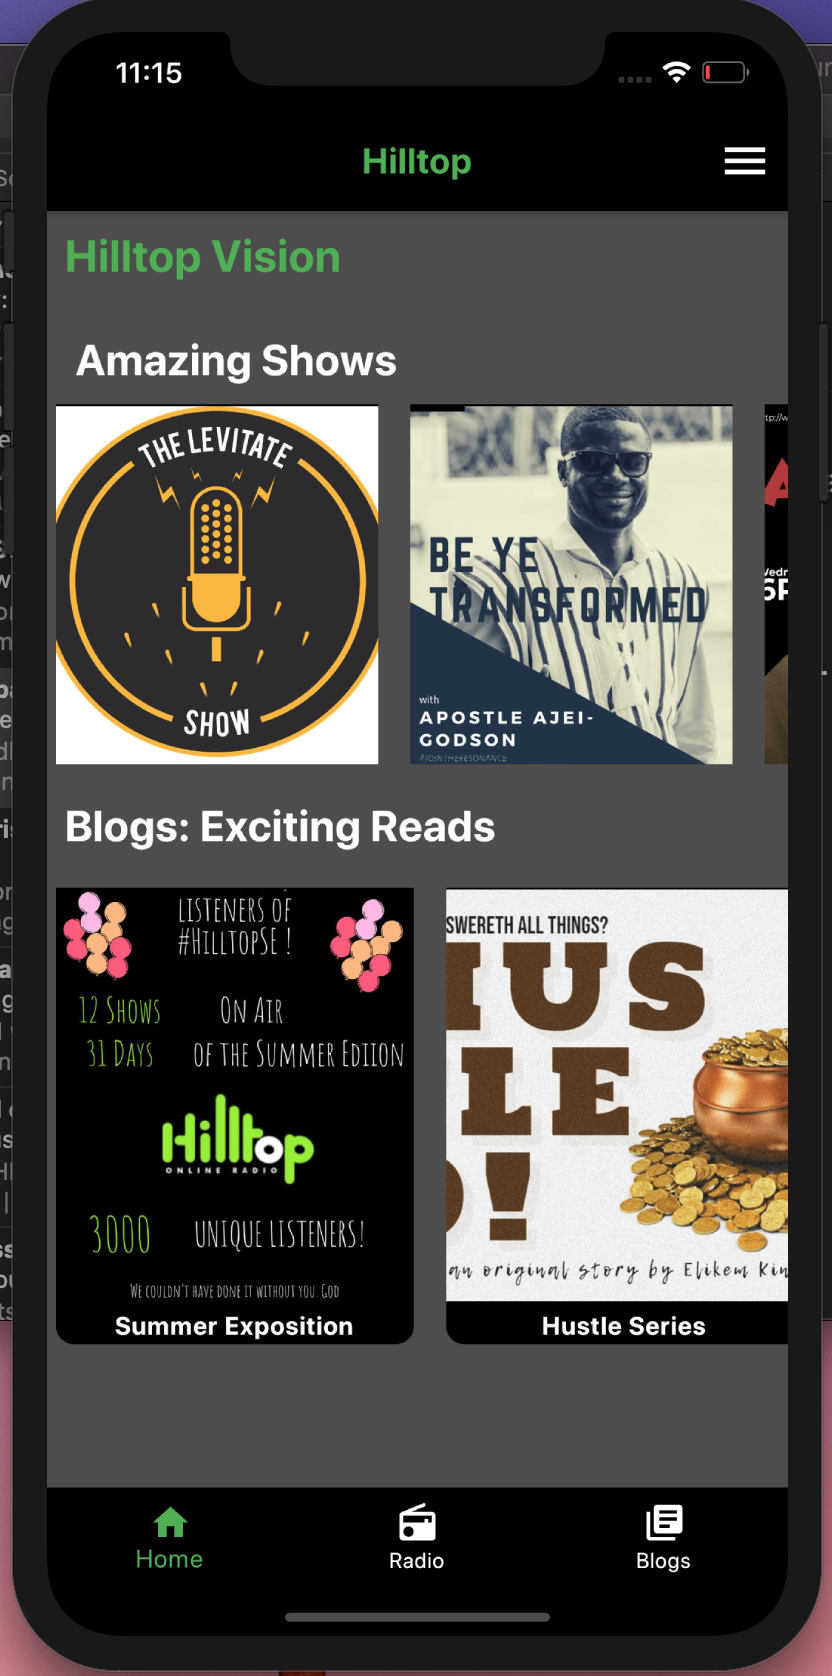 11:15
Hilltop
Hilltop Vision
Amazing Shows
THE LEVITATE
SHOW
BE YE
TRANSFORMED
with
APOSTLE AJEI-
GODSON
#JOINTHERESONANCE
Blogs: Exciting Reads
LISTENERS OF
#HILLTOPSE !
12 SHOWS ON AIR
31 DAYS OF THE SUMMER EDIION
Hilltop
ONLINE RADIO
3000 UNIQUE LISTENERS!
WE COULDN'T HAVE DONE IT WITHOUT YOU. GOD
Summer Exposition
SWERETH ALL THINGS?
US
LE
!
an original story by Elikem Kin
Hustle Series
Home
Radio
Blogs